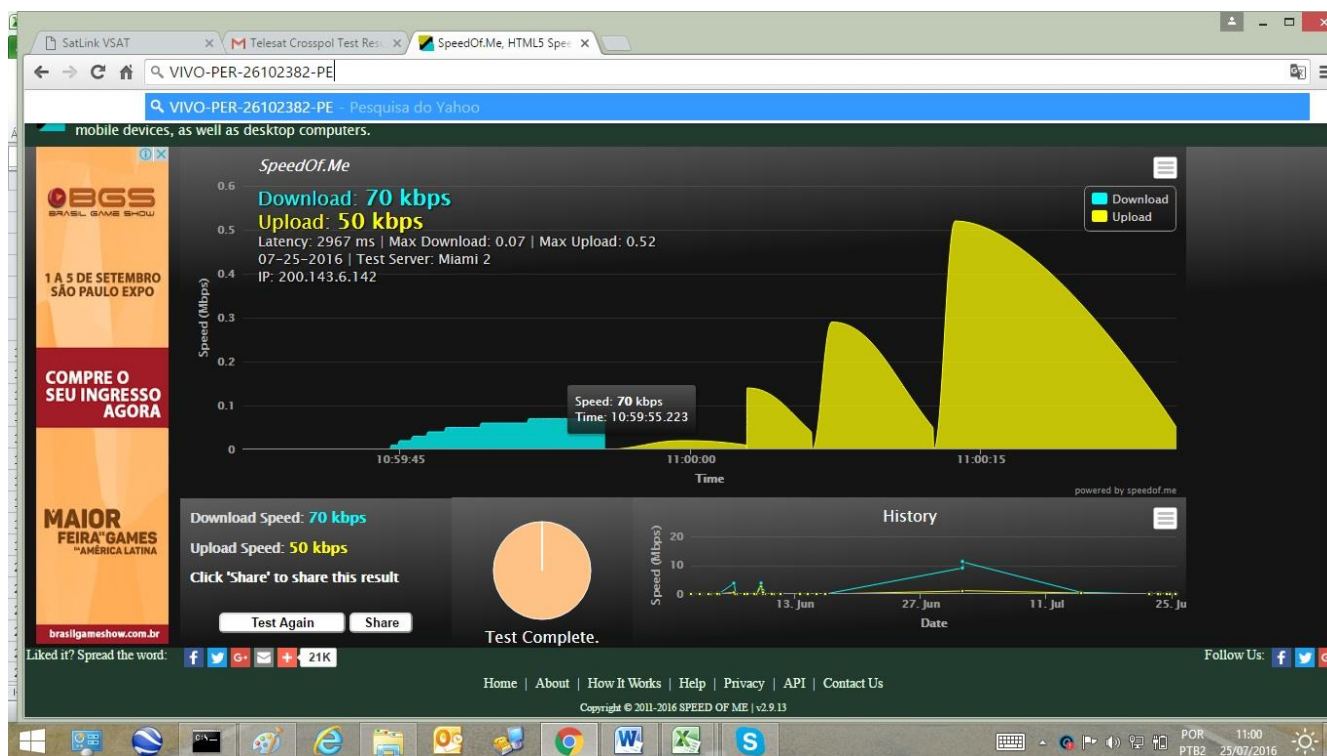 SatLink VSAT
Telesat Crosspol Test Res
SpeedOf.Me, HTML5 Spee
VIVO-PER-26102382-PE
VIVO-PER-26102382-PE - Pesquisa do Yahoo
mobile devices, as well as desktop computers.
BGS
BRASIL GAME SHOW
1 A 5 DE SETEMBRO
SÃO PAULO EXPO
COMPRE O
SEU INGRESSO
AGORA
MAIOR
FEIRA DE GAMES
DA AMÉRICA LATINA
brasilgameshow.com.br
SpeedOf.Me
Download: 70 kbps
Upload: 50 kbps
Latency: 2967 ms | Max Download: 0.07 | Max Upload: 0.52
07-25-2016 | Test Server: Miami 2
IP: 200.143.6.142
Download
Upload
Speed (Mbps)
0.6
0.5
0.4
0.3
0.2
0.1
0
Speed: 70 kbps
Time: 10:59:55.223
10:59:45
11:00:00
11:00:15
Time
powered by speedof.me
Download Speed: 70 kbps
Upload Speed: 50 kbps
Click 'Share' to share this result
Test Again
Share
Test Complete.
History
Speed (Mbps)
20
10
0
13. Jun
27. Jun
11. Jul
25. Ju
Date
Liked it? Spread the word:
21K
Follow Us:
Home | About | How It Works | Help | Privacy | API | Contact Us
Copyright © 2011-2016 SPEED OF ME | v2.9.13
POR
PTB2
11:00
25/07/2016